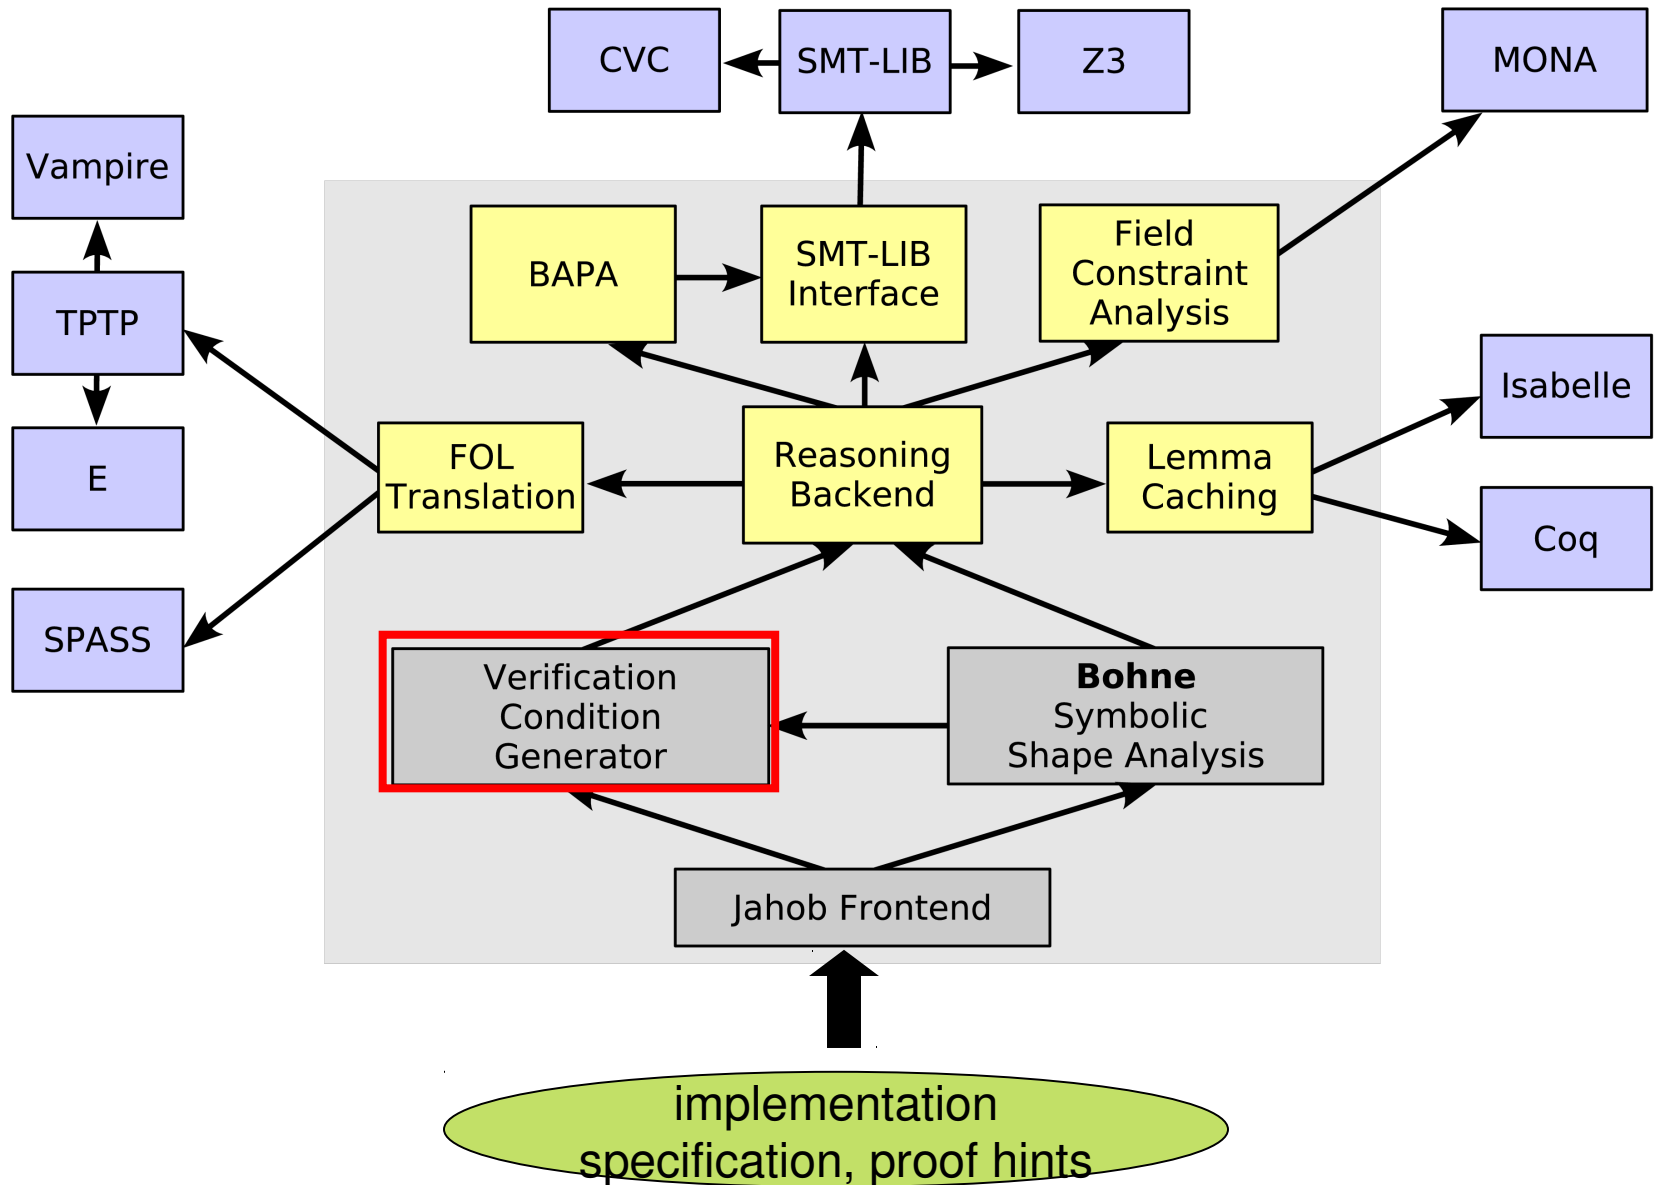 CVC
SMT-LIB
Z3
MONA
Vampire
BAPA
SMT-LIB
Interface
Field
Constraint
Analysis
TPTP
Isabelle
E
FOL
Translation
Reasoning
Backend
Lemma
Caching
Coq
SPASS
Verification
Condition
Generator
Bohne
Symbolic
Shape Analysis
Jahob Frontend
implementation
specification, proof hints